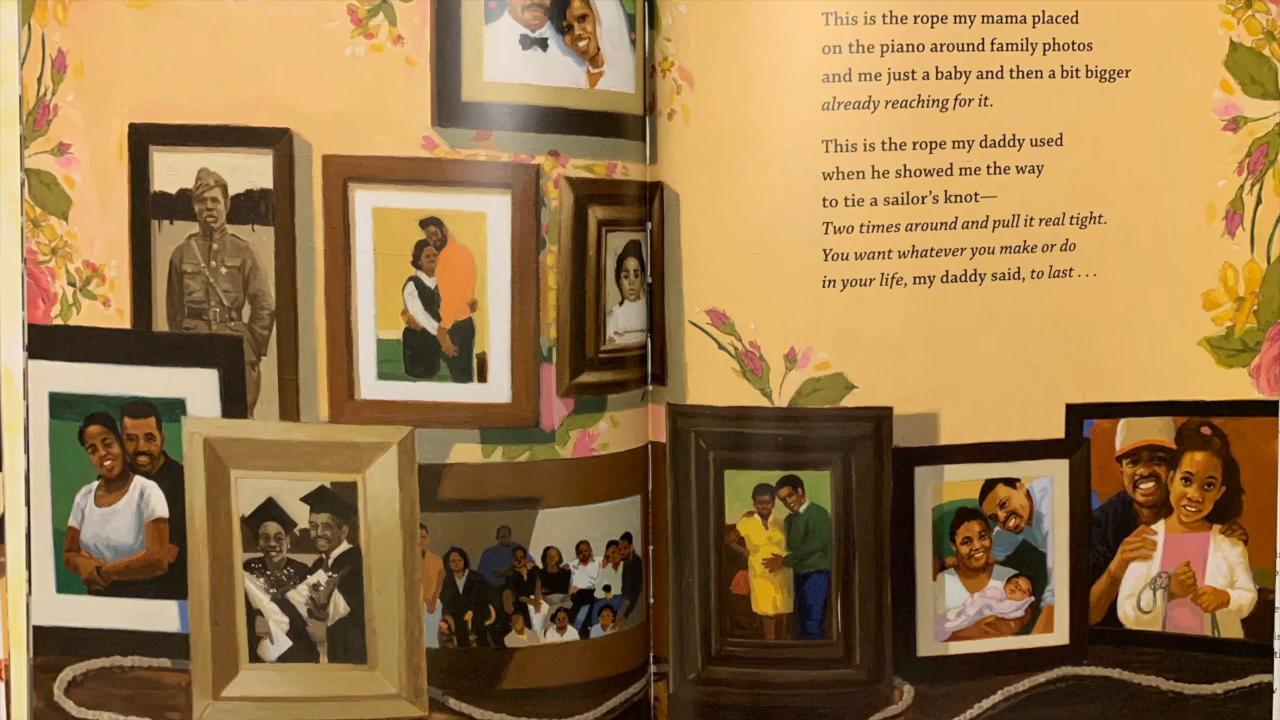 This is the rope my mama placed
on the piano around family photos
and me just a baby and then a bit bigger
already reaching for it.
This is the rope my daddy used
when he showed me the way
to tie a sailor’s knot—
Two times around and pull it real tight.
You want whatever you make or do
in your life, my daddy said, to last . . .